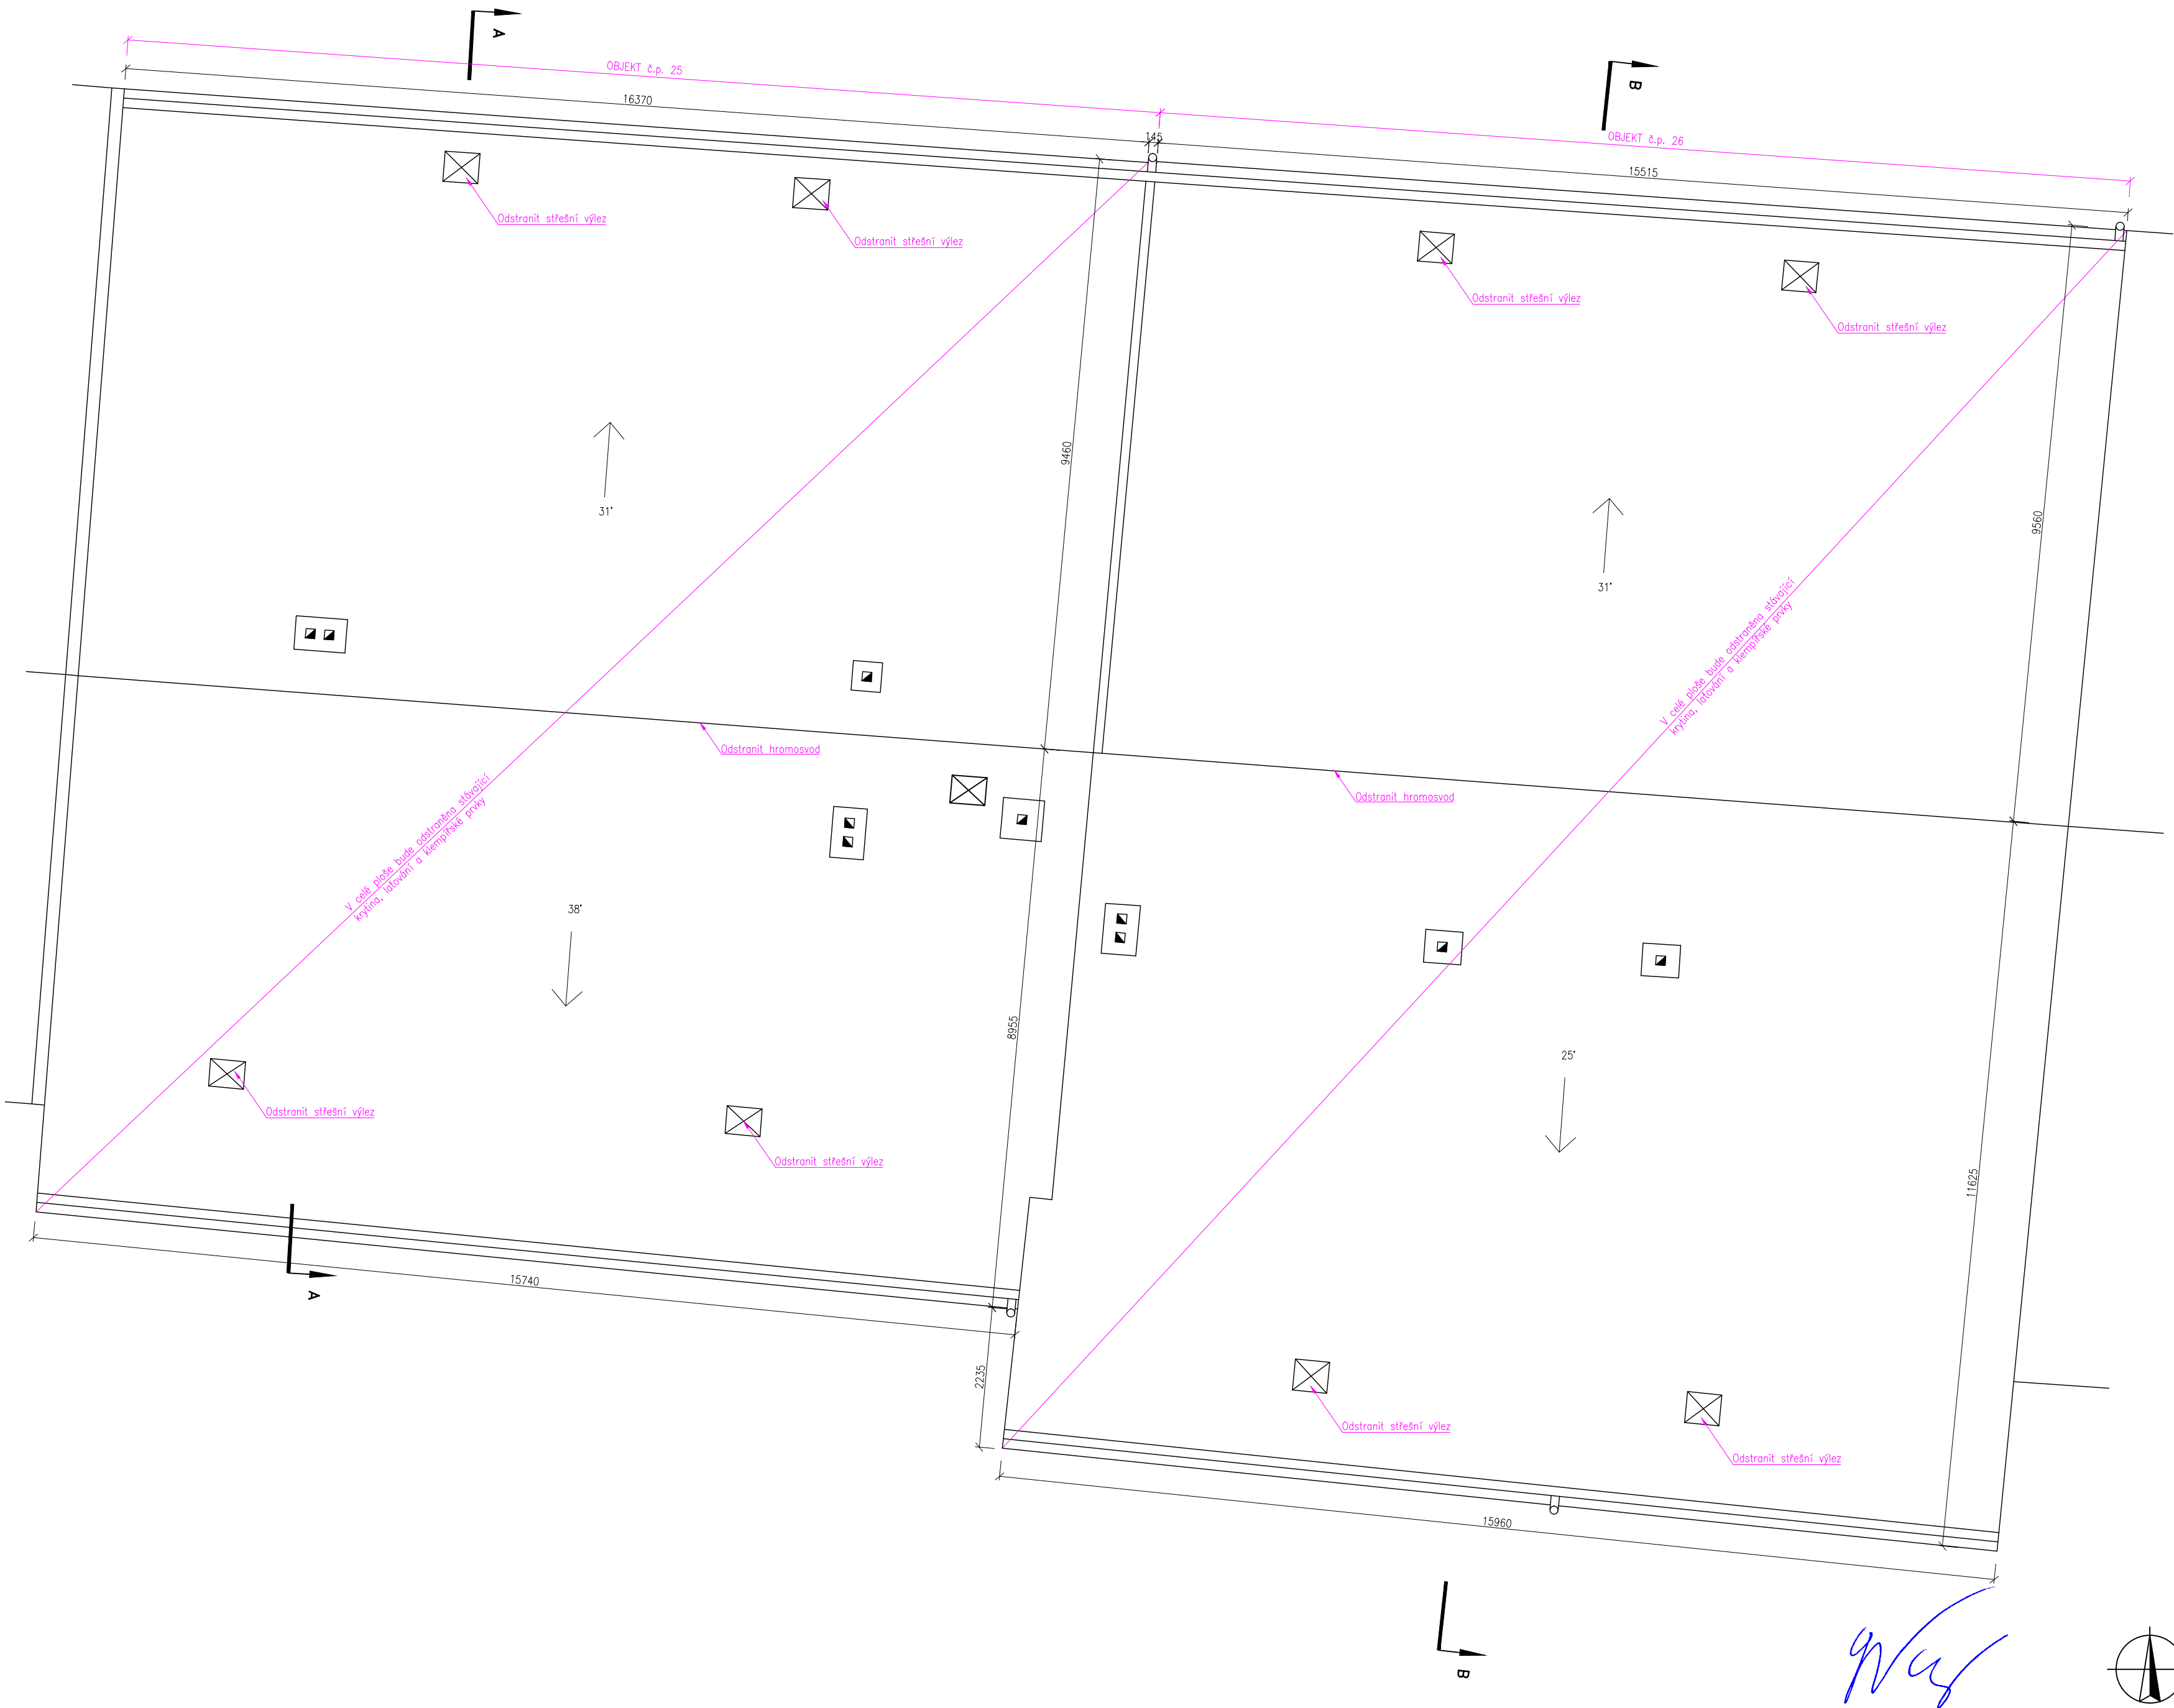 A
OBJEKT č.p. 25
16370
B
145
OBJEKT č.p. 26
15515
Odstranit střešní výlez
Odstranit střešní výlez
Odstranit střešní výlez
Odstranit střešní výlez
9460
31°
9560
31°
V celé ploše bude odstraněna stávající
krytina, laťování a klempířské prvky
Odstranit hromosvod
Odstranit hromosvod
V celé ploše bude odstraněna stávající
krytina, laťování a klempířské prvky
38°
8955
25°
Odstranit střešní výlez
Odstranit střešní výlez
11625
15740
A
2235
Odstranit střešní výlez
Odstranit střešní výlez
15960
B